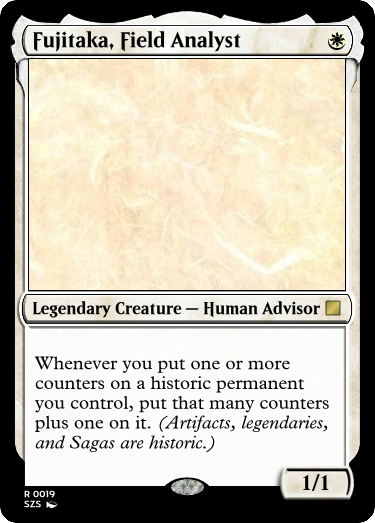 Fujitaka, Field Analyst
Legendary Creature — Human Advisor
Whenever you put one or more
counters on a historic permanent
you control, put that many counters
plus one on it. (Artifacts, legendaries,
and Sagas are historic.)
1/1
R 0019
SZS